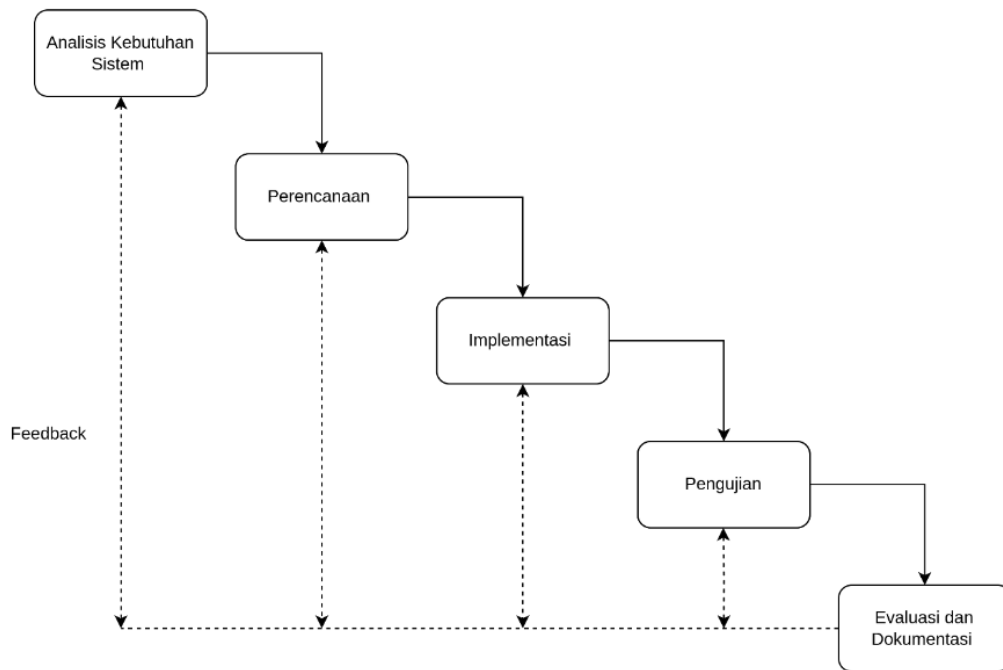 Analisis Kebutuhan
Sistem
Perencanaan
Implementasi
Feedback
Pengujian
Evaluasi dan
Dokumentasi